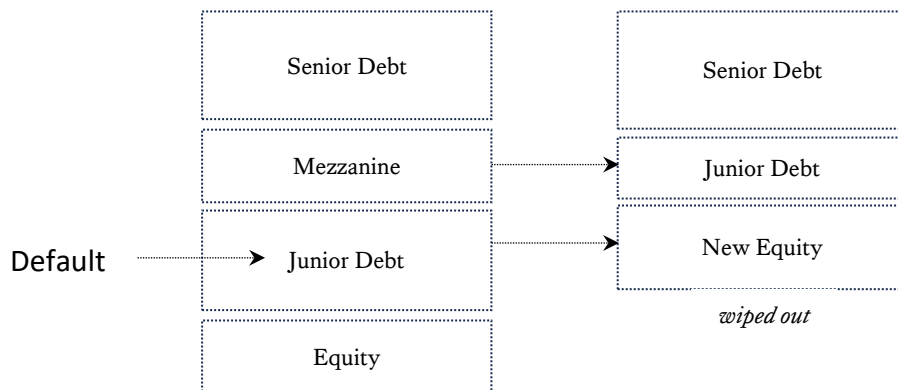 Senior Debt
Mezzanine
Default
Junior Debt
Equity
Senior Debt
Junior Debt
New Equity
wiped out